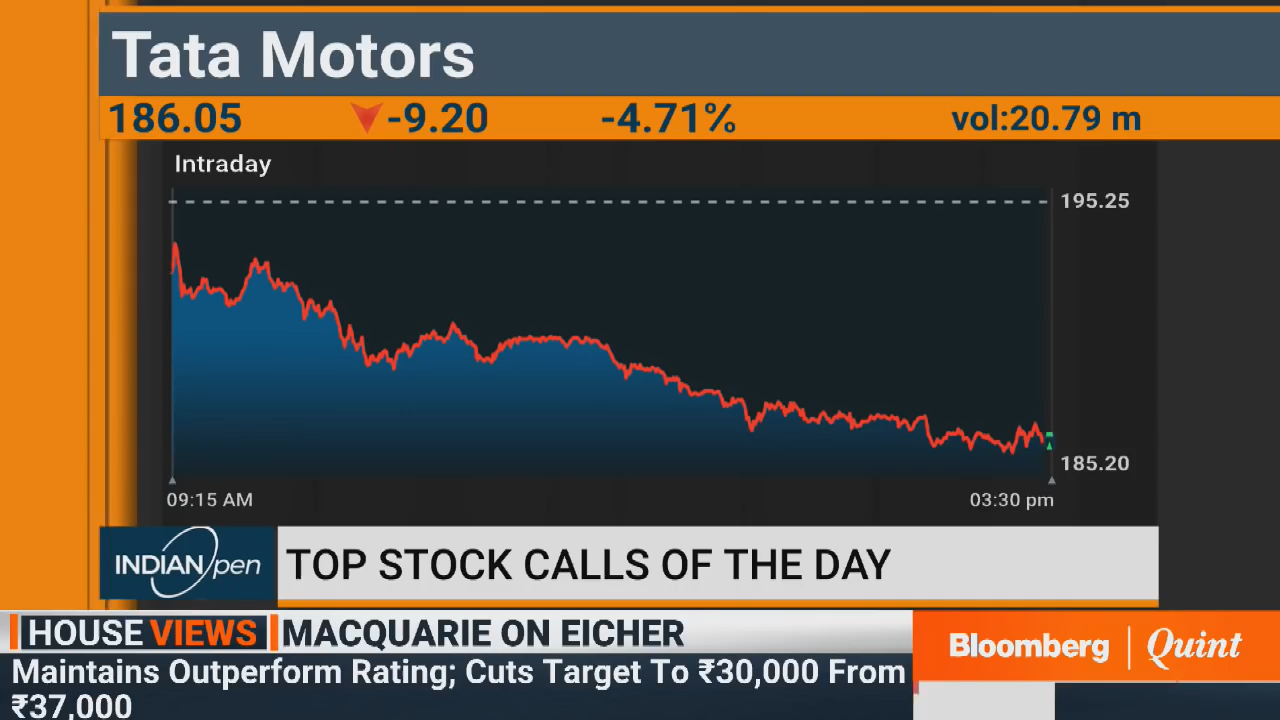 Tata Motors
186.05 -9.20 -4.71% vol:20.79 m
Intraday
195.25
185.20
09:15 AM 03:30 pm
INDIAN Open TOP STOCK CALLS OF THE DAY
HOUSE VIEWS MACQUARIE ON EICHER
Bloomberg | Quint
Maintains Outperform Rating; Cuts Target To ₹30,000 From
₹37,000